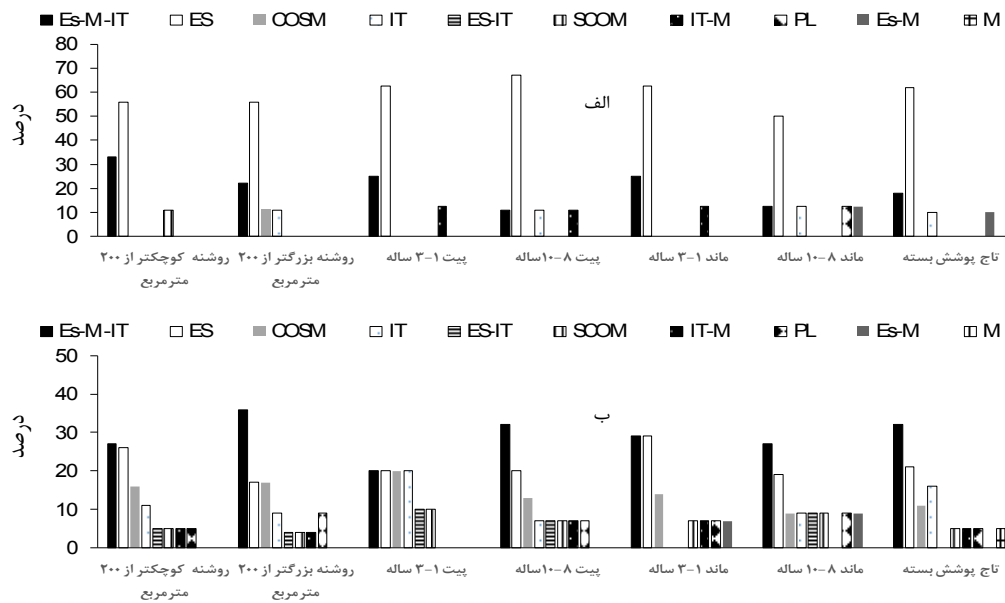 Es-M-IT ES COSM IT ES-IT SCOM IT-M PL Es-M M
80
70
60
50
40
30
20
10
0
درصد
الف
روشنه کوچکتر از ۲۰۰ مترمربع
روشنه بزرگتر از ۲۰۰ مترمربع
پیت ۱-۳ ساله
پیت ۸-۱۰ساله
ماند ۱-۳ ساله
ماند ۸-۱۰ ساله
تاج پوشش بسته
Es-M-IT ES COSM IT ES-IT SCOM IT-M PL Es-M M
50
40
30
20
10
0
درصد
ب
روشنه کوچکتر از ۲۰۰ مترمربع
روشنه بزرگتر از ۲۰۰ مترمربع
پیت ۱-۳ ساله
پیت ۸-۱۰ساله
ماند ۱-۳ ساله
ماند ۸-۱۰ ساله
تاج پوشش بسته